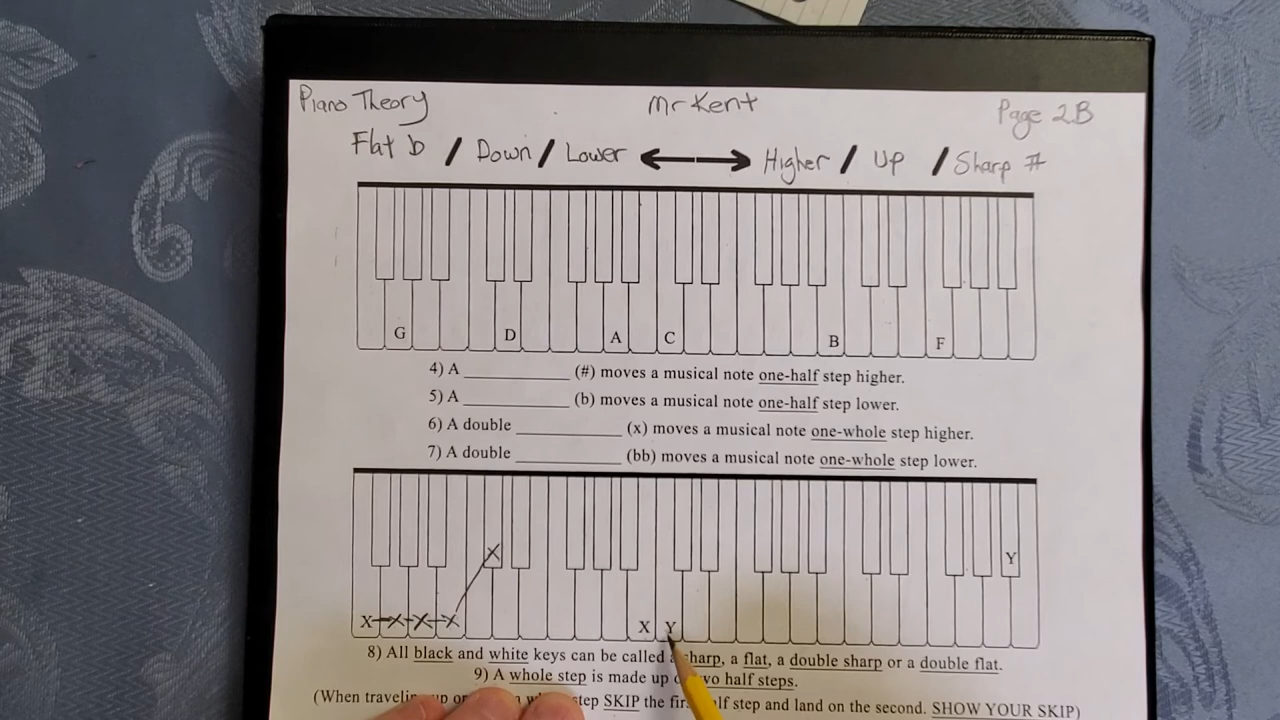 Piano Theory Mr Kent Page 2B
Flat b / Down / Lower ⟷ Higher / Up / Sharp #
G D A C B F
4) A __________ (#) moves a musical note one-half step higher.
5) A __________ (b) moves a musical note one-half step lower.
6) A double __________ (x) moves a musical note one-whole step higher.
7) A double __________ (bb) moves a musical note one-whole step lower.
X Y
X X X X X Y
8) All black and white keys can be called sharp, a flat, a double sharp or a double flat.
9) A whole step is made up two half steps.
(When step SKIP the half step and land on the second. SHOW YOUR SKIP)